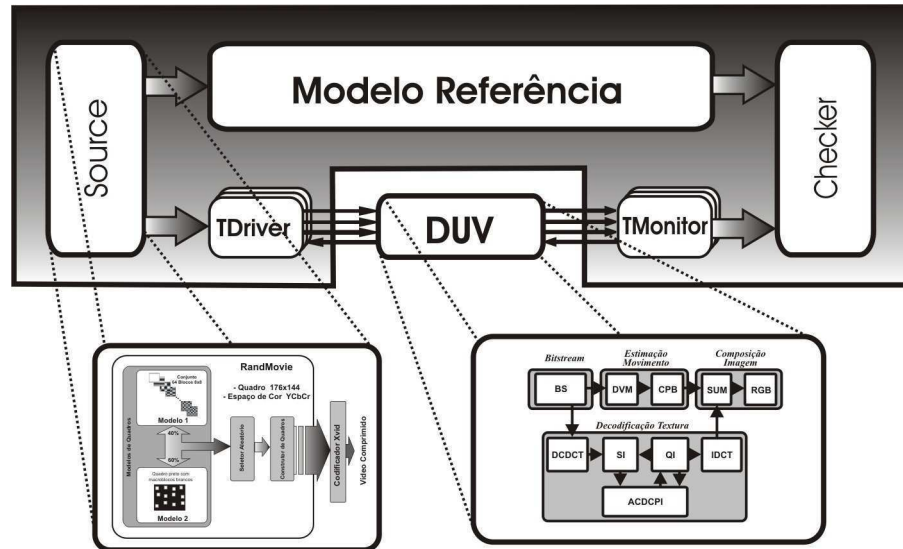 Source
Modelo Referência
Checker
TDriver
DUV
TMonitor
RandMovie
- Quadro 176x144
- Espaço de Cor YCbCr
Modelos de Quadros
Conjunto
64 Blocos 8x8
Modelo 1
40%
60%
Quadro preto com
macroblocos brancos
Modelo 2
Seletor Aleatório
Construtor de Quadros
Codificador Xvid
Vídeo Comprimido
Bitstream
Estimação
Movimento
Composição
Imagem
BS
DVM
CPB
SUM
RGB
Decodificação Textura
DCDCT
SI
QI
IDCT
ACDCPI